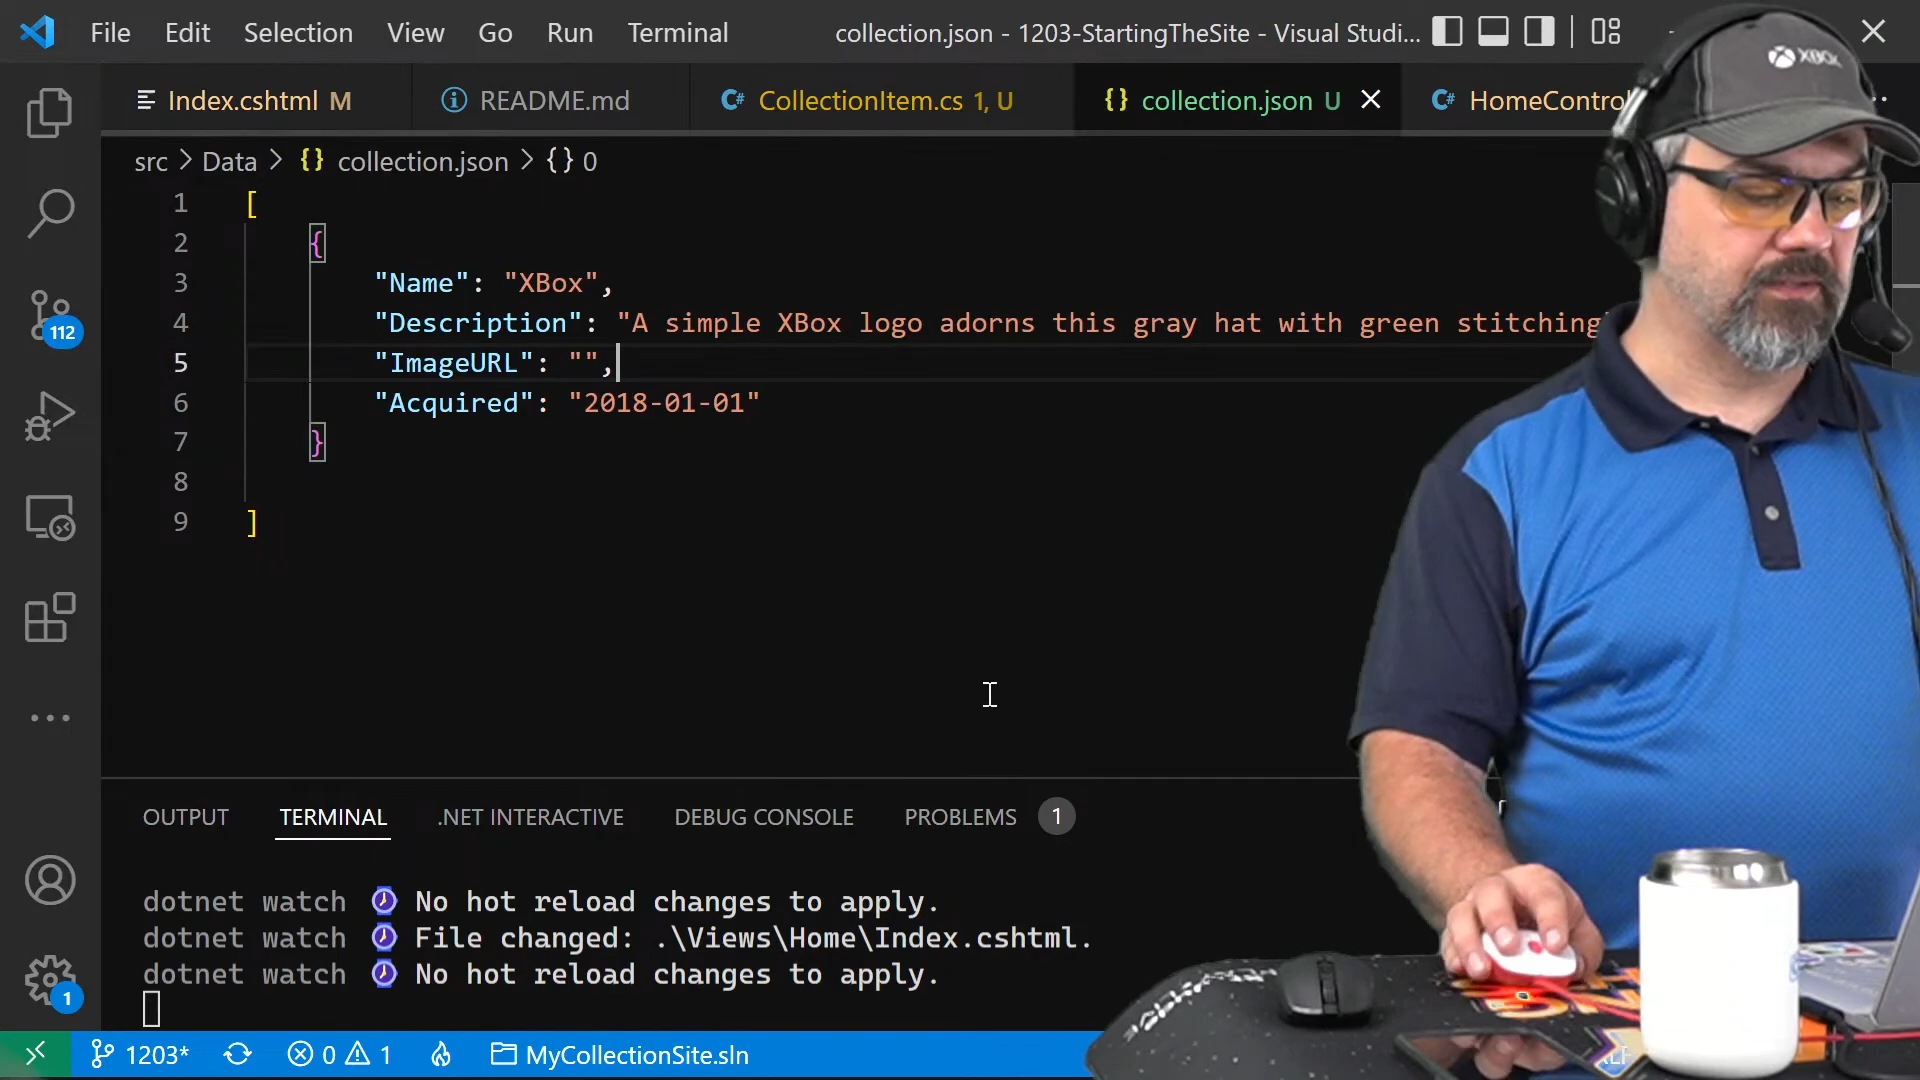 File Edit Selection View Go Run Terminal collection.json - 1203-StartingTheSite - Visual Studi...
Index.cshtml M README.md CollectionItem.cs 1, U collection.json U HomeControl
src > Data > {} collection.json > {} 0
1 [
2 {
3 "Name": "XBox",
4 "Description": "A simple XBox logo adorns this gray hat with green stitching
5 "ImageURL": "",
6 "Acquired": "2018-01-01"
7 }
8
9 ]
112
XBOX
OUTPUT TERMINAL .NET INTERACTIVE DEBUG CONSOLE PROBLEMS 1
dotnet watch No hot reload changes to apply.
dotnet watch File changed: .\Views\Home\Index.cshtml.
dotnet watch No hot reload changes to apply.
1
1203* 0 1 MyCollectionSite.sln